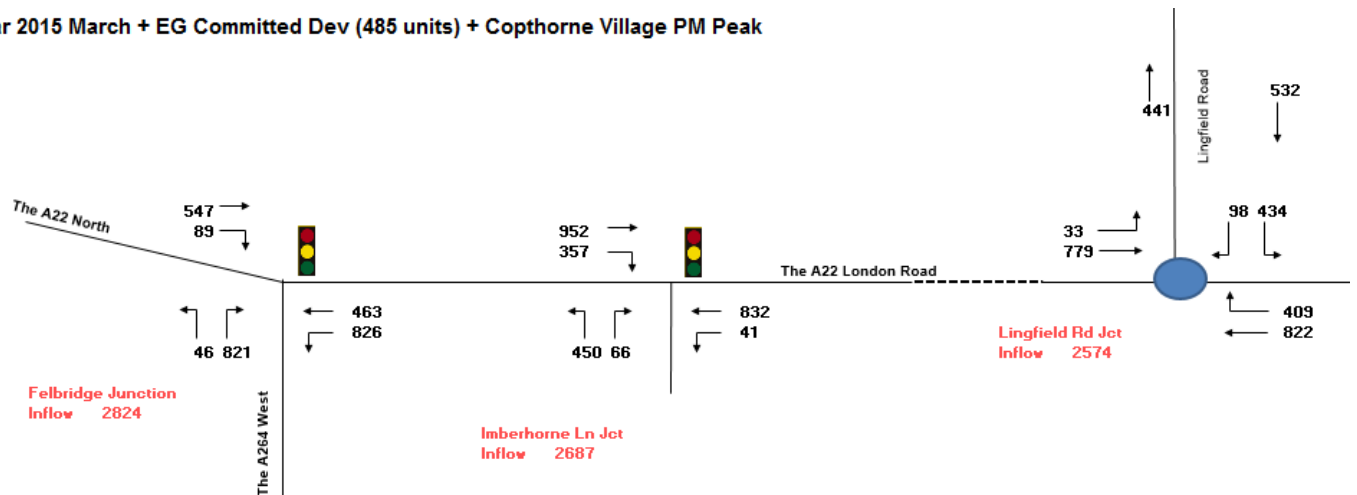 2015 March + EG Committed Dev (485 units) + Copthorne Village PM Peak
441
Lingfield Road
532
The A22 North
547
89
952
357
33
779
98 434
The A22 London Road
463
826
832
41
409
822
46 821
450 66
Lingfield Rd Jct
Inflow 2574
Felbridge Junction
Inflow 2824
The A264 West
Imberhorne Ln Jct
Inflow 2687